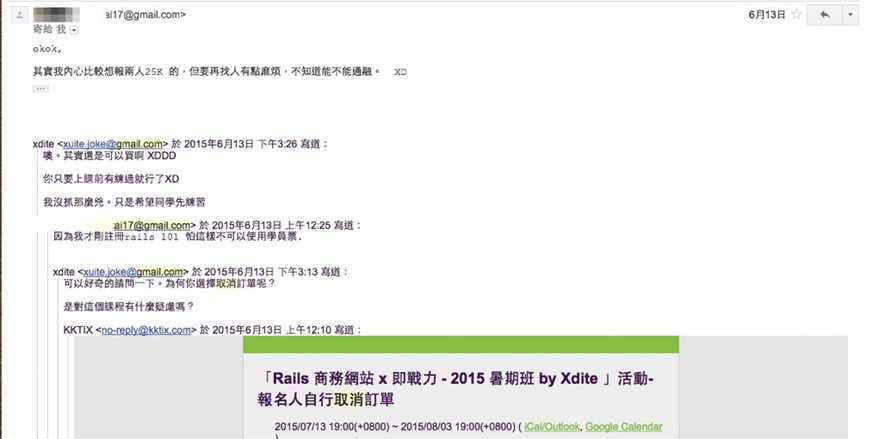 ai17@gmail.com>
6月13日
寄給 我
okok,
其實我內心比較想報兩人25K 的，但要再找人有點麻煩，不知道能不能通融。 XD
xdite <xuite.joke@gmail.com> 於 2015年6月13日 下午3:26 寫道：
噢。其實還是可以買啊 XDDD
你只要上課前有練過就行了XD
我沒抓那麼兇。只是希望同學先練習
ai17@gmail.com> 於 2015年6月13日 上午12:25 寫道：
因為我才剛註冊rails 101 怕這樣不可以使用學員票.
xdite <xuite.joke@gmail.com> 於 2015年6月13日 下午3:13 寫道：
可以好奇的請問一下。為何你選擇取消訂單呢？
是對這個課程有什麼疑慮嗎？
KKTIX <no-reply@kktix.com> 於 2015年6月13日 上午12:10 寫道：
「Rails 商務網站 x 即戰力 - 2015 暑期班 by Xdite 」活動-
報名人自行取消訂單
2015/07/13 19:00(+0800) ~ 2015/08/03 19:00(+0800) ( iCal/Outlook, Google Calendar
)